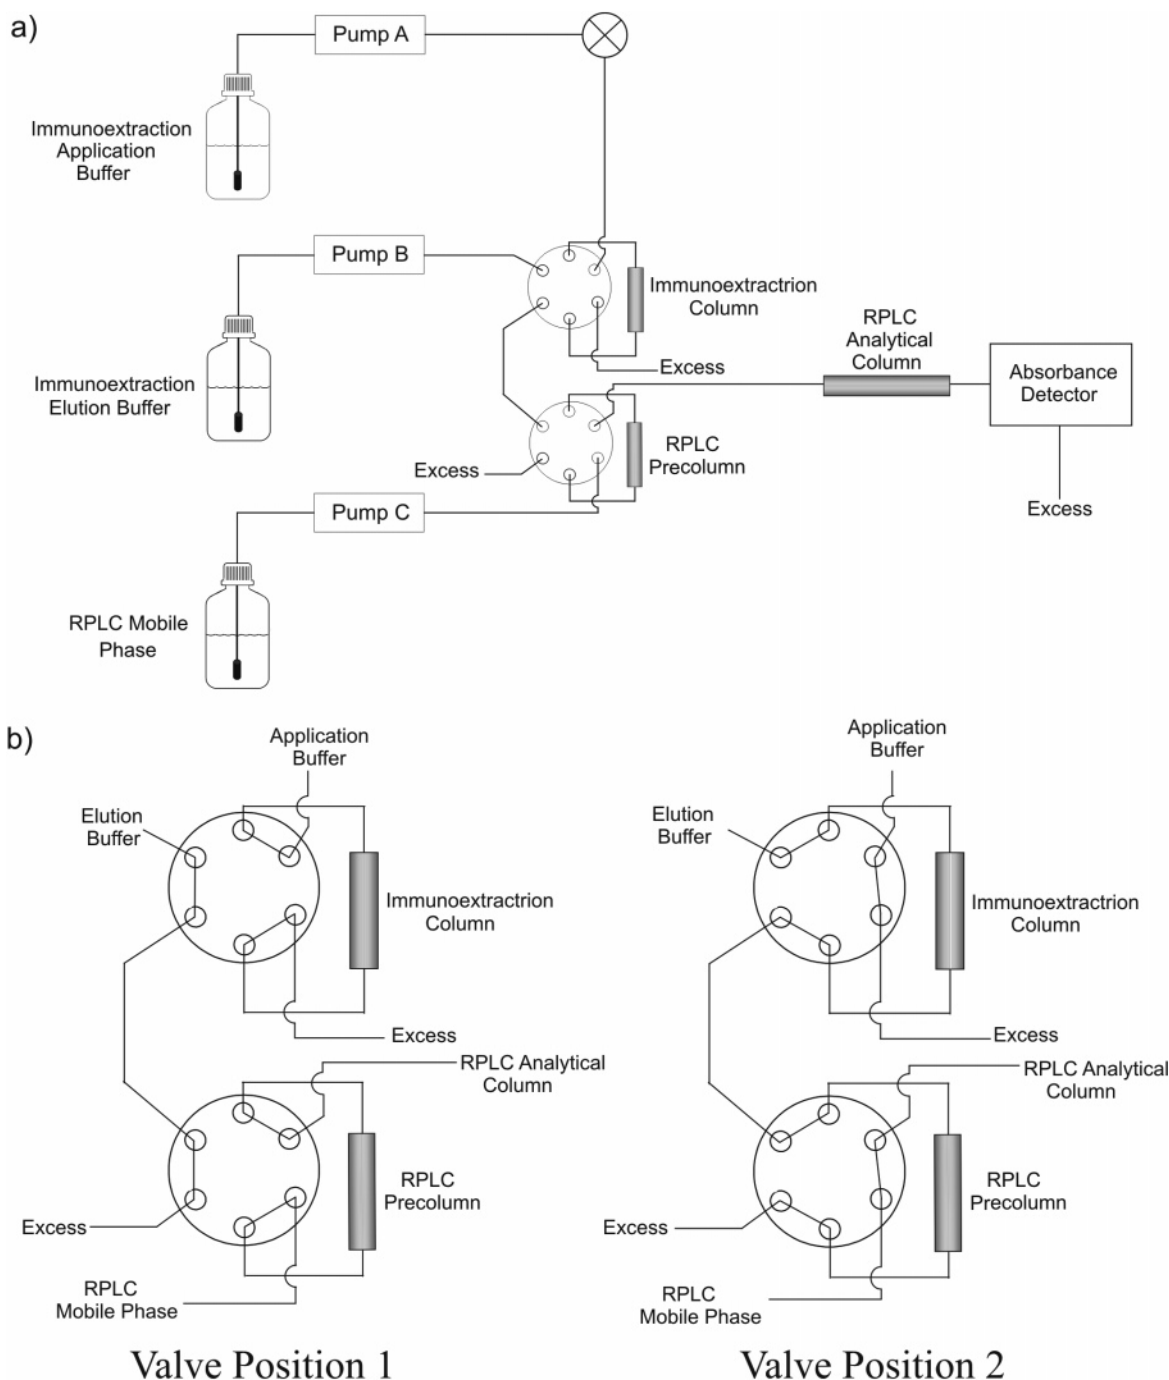 a)
Pump A
Immunoextraction
Application
Buffer
Pump B
Immunoextractrion
Column
RPLC
Analytical
Column
Absorbance
Detector
Excess
Immunoextraction
Elution Buffer
RPLC
Precolumn
Excess
Excess
Pump C
RPLC Mobile
Phase
b)
Application
Buffer
Elution
Buffer
Immunoextractrion
Column
Excess
RPLC Analytical
Column
RPLC
Precolumn
Excess
RPLC
Mobile Phase
Valve Position 1
Application
Buffer
Elution
Buffer
Immunoextractrion
Column
Excess
RPLC Analytical
Column
RPLC
Precolumn
Excess
RPLC
Mobile Phase
Valve Position 2